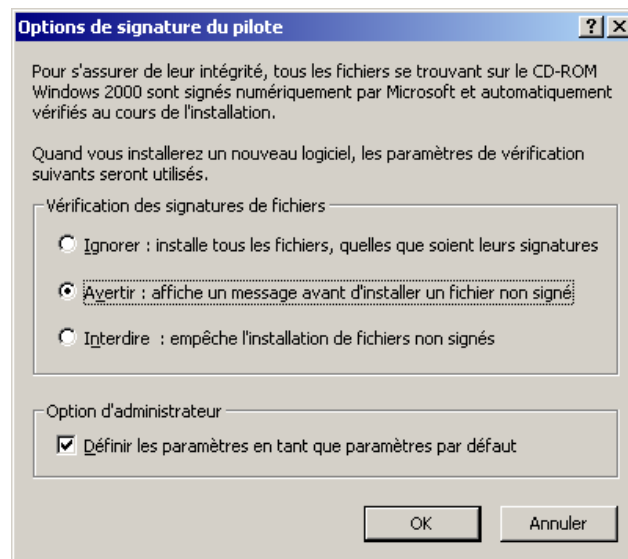 Options de signature du pilote
Pour s'assurer de leur intégrité, tous les fichiers se trouvant sur le CD-ROM
Windows 2000 sont signés numériquement par Microsoft et automatiquement
vérifiés au cours de l'installation.
Quand vous installerez un nouveau logiciel, les paramètres de vérification
suivants seront utilisés.
Vérification des signatures de fichiers
Ignorer : installe tous les fichiers, quelles que soient leurs signatures
Avertir : affiche un message avant d'installer un fichier non signé
Interdire : empêche l'installation de fichiers non signés
Option d'administrateur
Définir les paramètres en tant que paramètres par défaut
OK Annuler